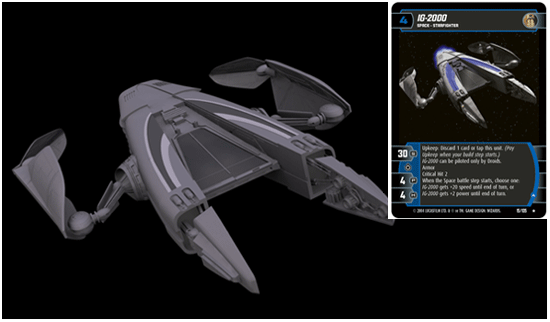 4 IG-2000
SPACE - STARFIGHTER
30
4
4
Upkeep: Discard 1 card or tap this unit. (Pay
Upkeep when your build step starts.)
IG-2000 can be piloted only by Droids.
Armor
Critical Hit 2
When the Space battle step starts, choose one:
IG-2000 gets +20 speed until end of turn, or
IG-2000 gets +2 power until end of turn.
GAME DESIGN: WIZARDS.